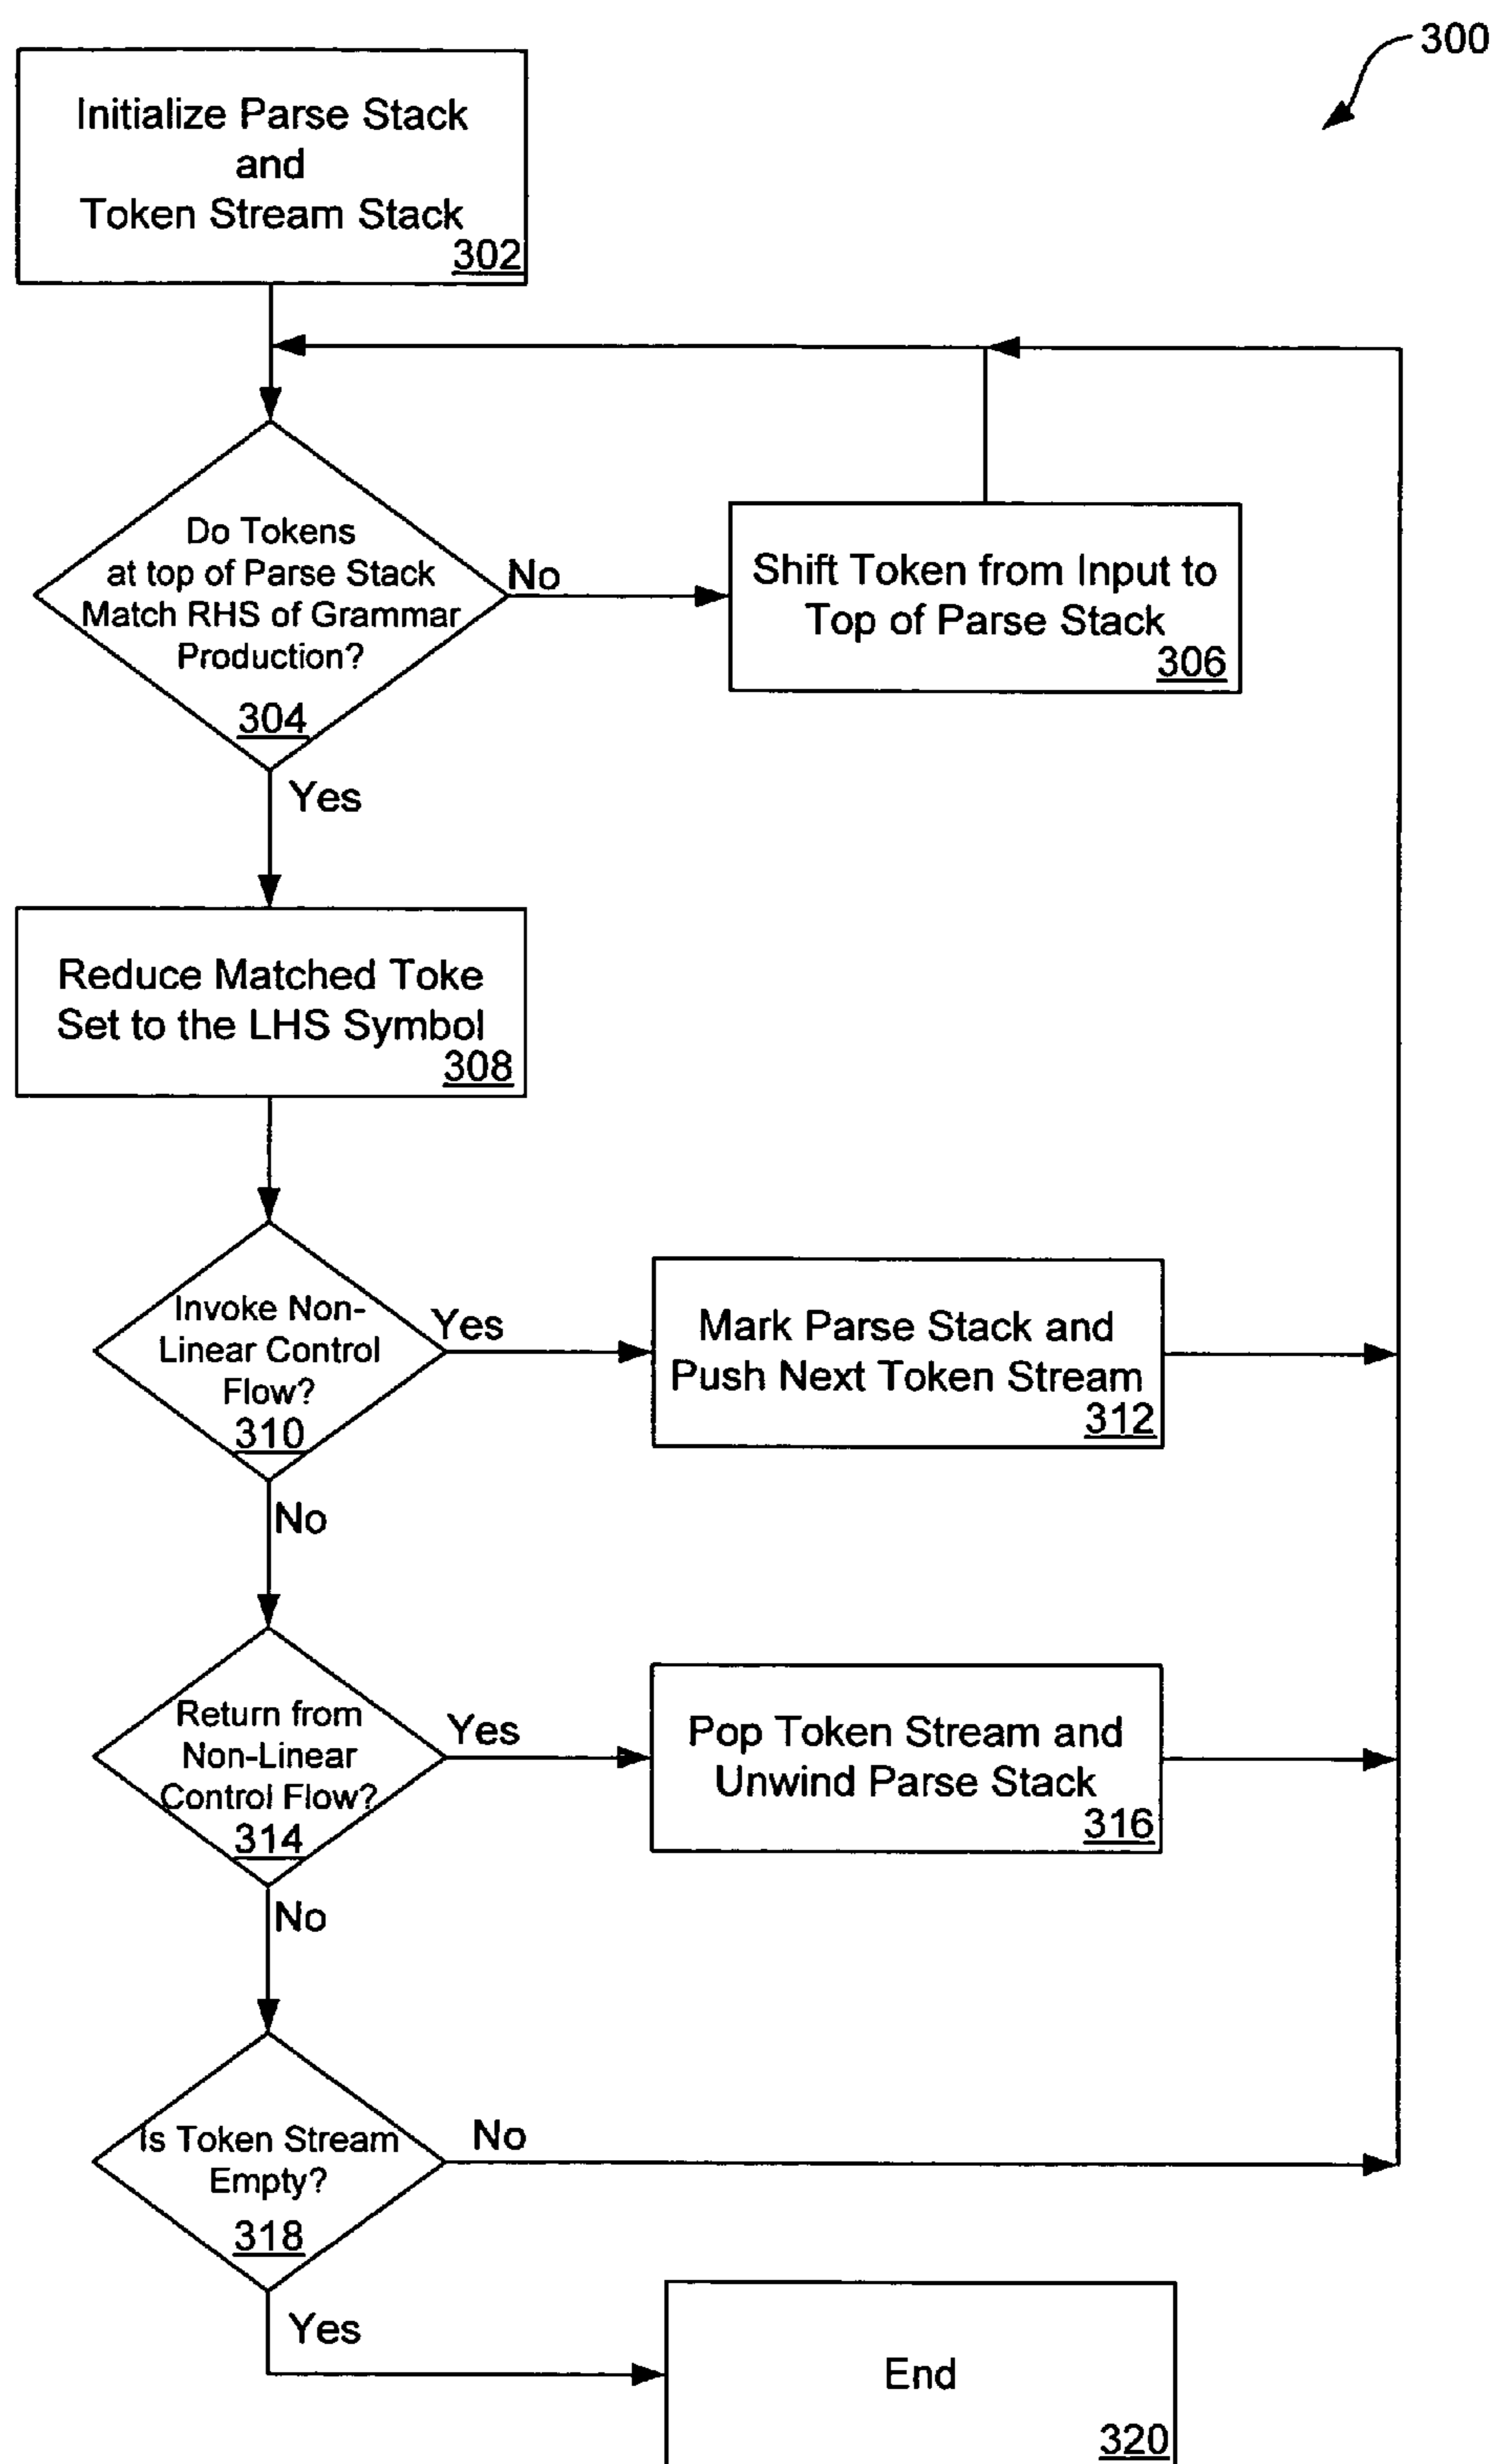 300
Initialize Parse Stack
and
Token Stream Stack
302
Do Tokens
at top of Parse Stack
Match RHS of Grammar
Production?
304
No
Shift Token from Input to
Top of Parse Stack
306
Yes
Reduce Matched Toke
Set to the LHS Symbol
308
Invoke Non-
Linear Control
Flow?
310
Yes
Mark Parse Stack and
Push Next Token Stream
312
No
Return from
Non-Linear
Control Flow?
314
Yes
Pop Token Stream and
Unwind Parse Stack
316
No
Is Token Stream
Empty?
318
No
Yes
End
320